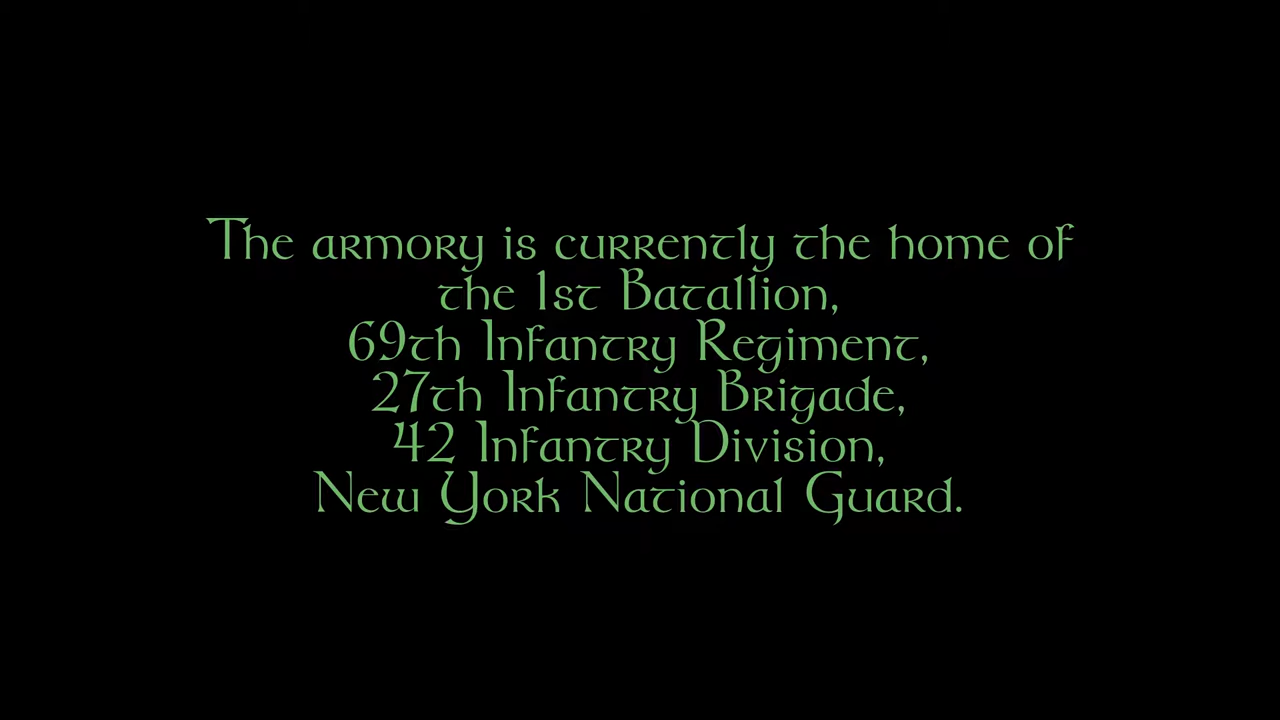 The armory is currently the home of
the 1st Batallion,
69th Infantry Regiment,
27th Infantry Brigade,
42 Infantry Division,
New York National Guard.